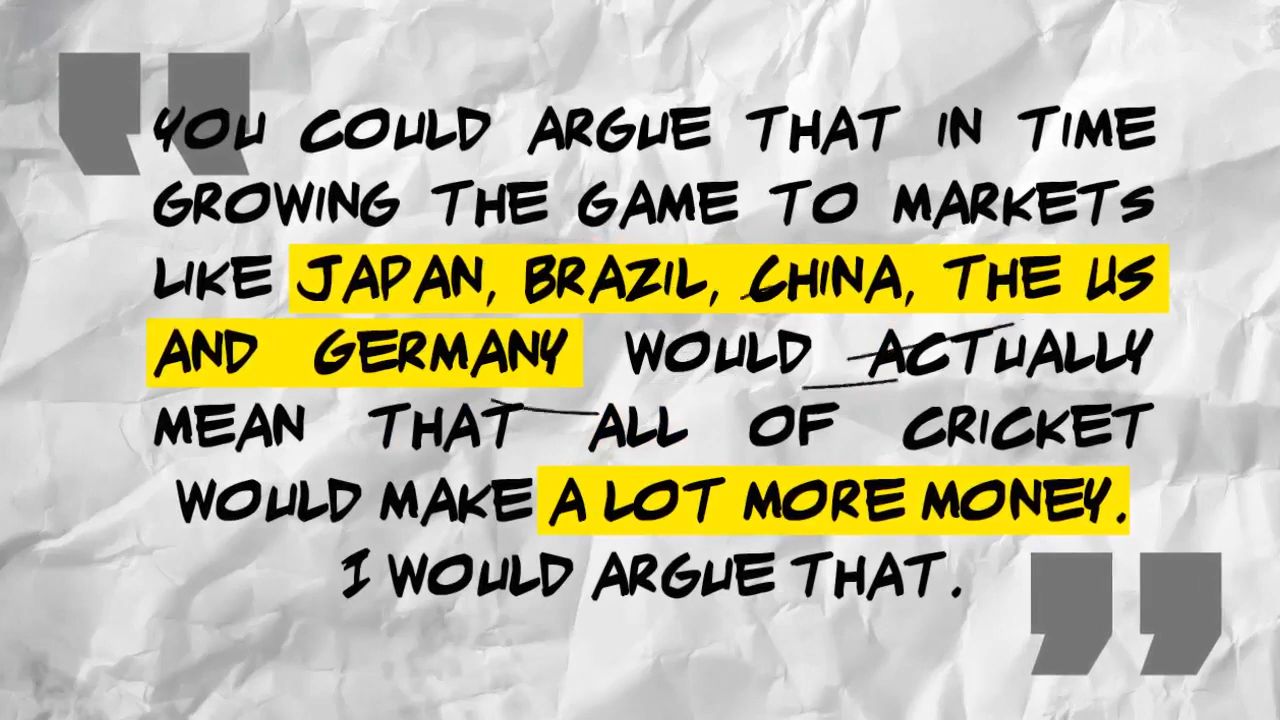 YOU COULD ARGUE THAT IN TIME
GROWING THE GAME TO MARKETS
LIKE JAPAN, BRAZIL, CHINA, THE US
AND GERMANY WOULD ACTUALLY
MEAN THAT ALL OF CRICKET
WOULD MAKE A LOT MORE MONEY.
I WOULD ARGUE THAT.